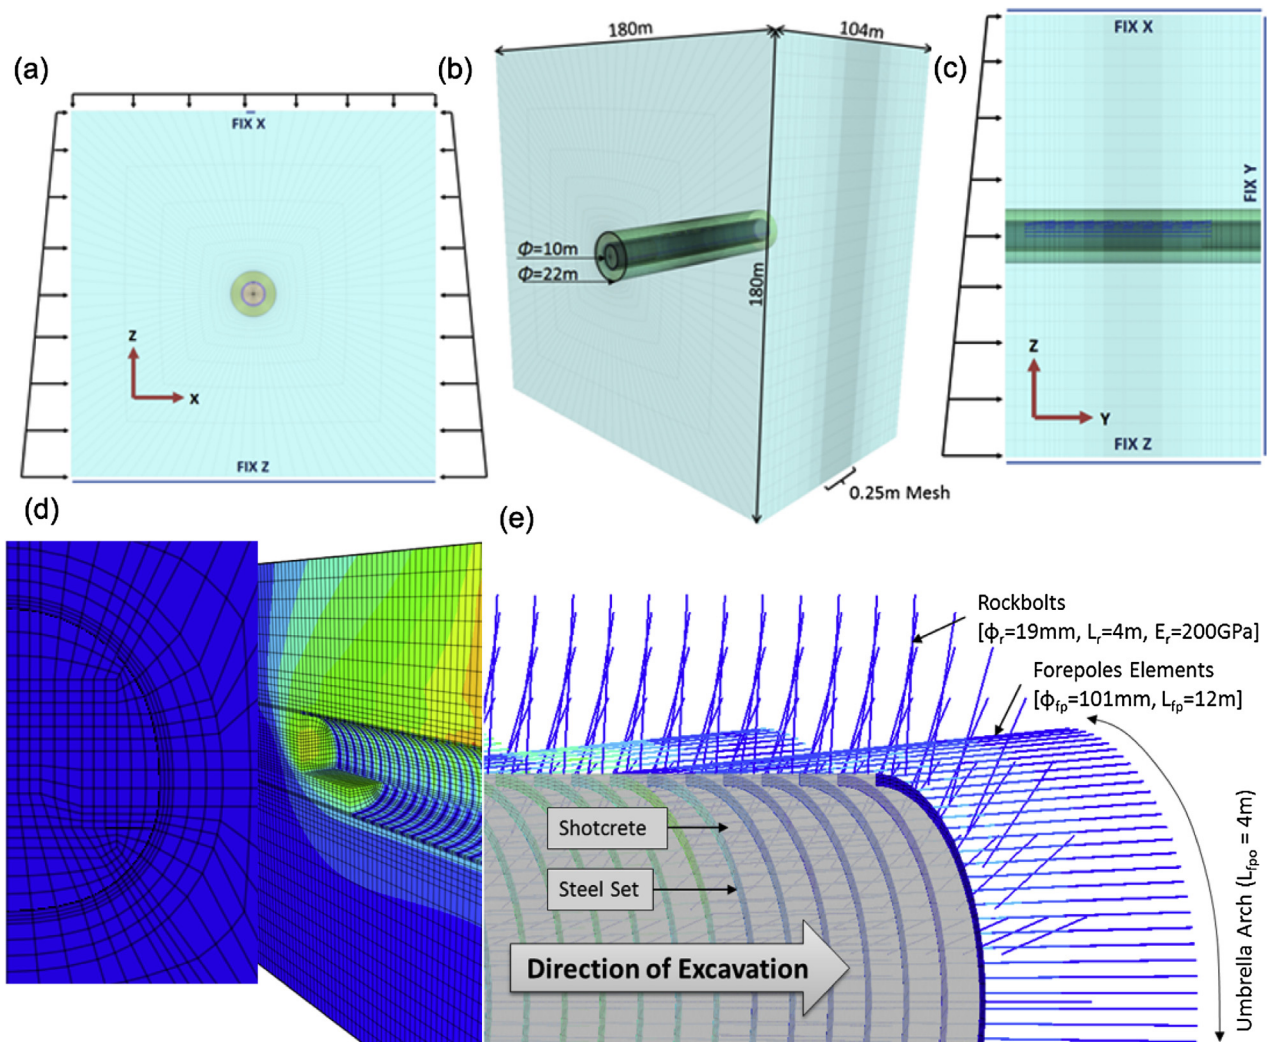 (a)
FIX X
Z
X
FIX Z
(b)
180m
104m
Φ=10m
Φ=22m
180m
0.25m Mesh
(c)
FIX X
FIX Y
Z
Y
FIX Z
(d)
(e)
Rockbolts
[ϕr=19mm, Lr=4m, Er=200GPa]
Forepoles Elements
[ϕfp=101mm, Lfp=12m]
Shotcrete
Steel Set
Direction of Excavation
Umbrella Arch (Lfpo = 4m)